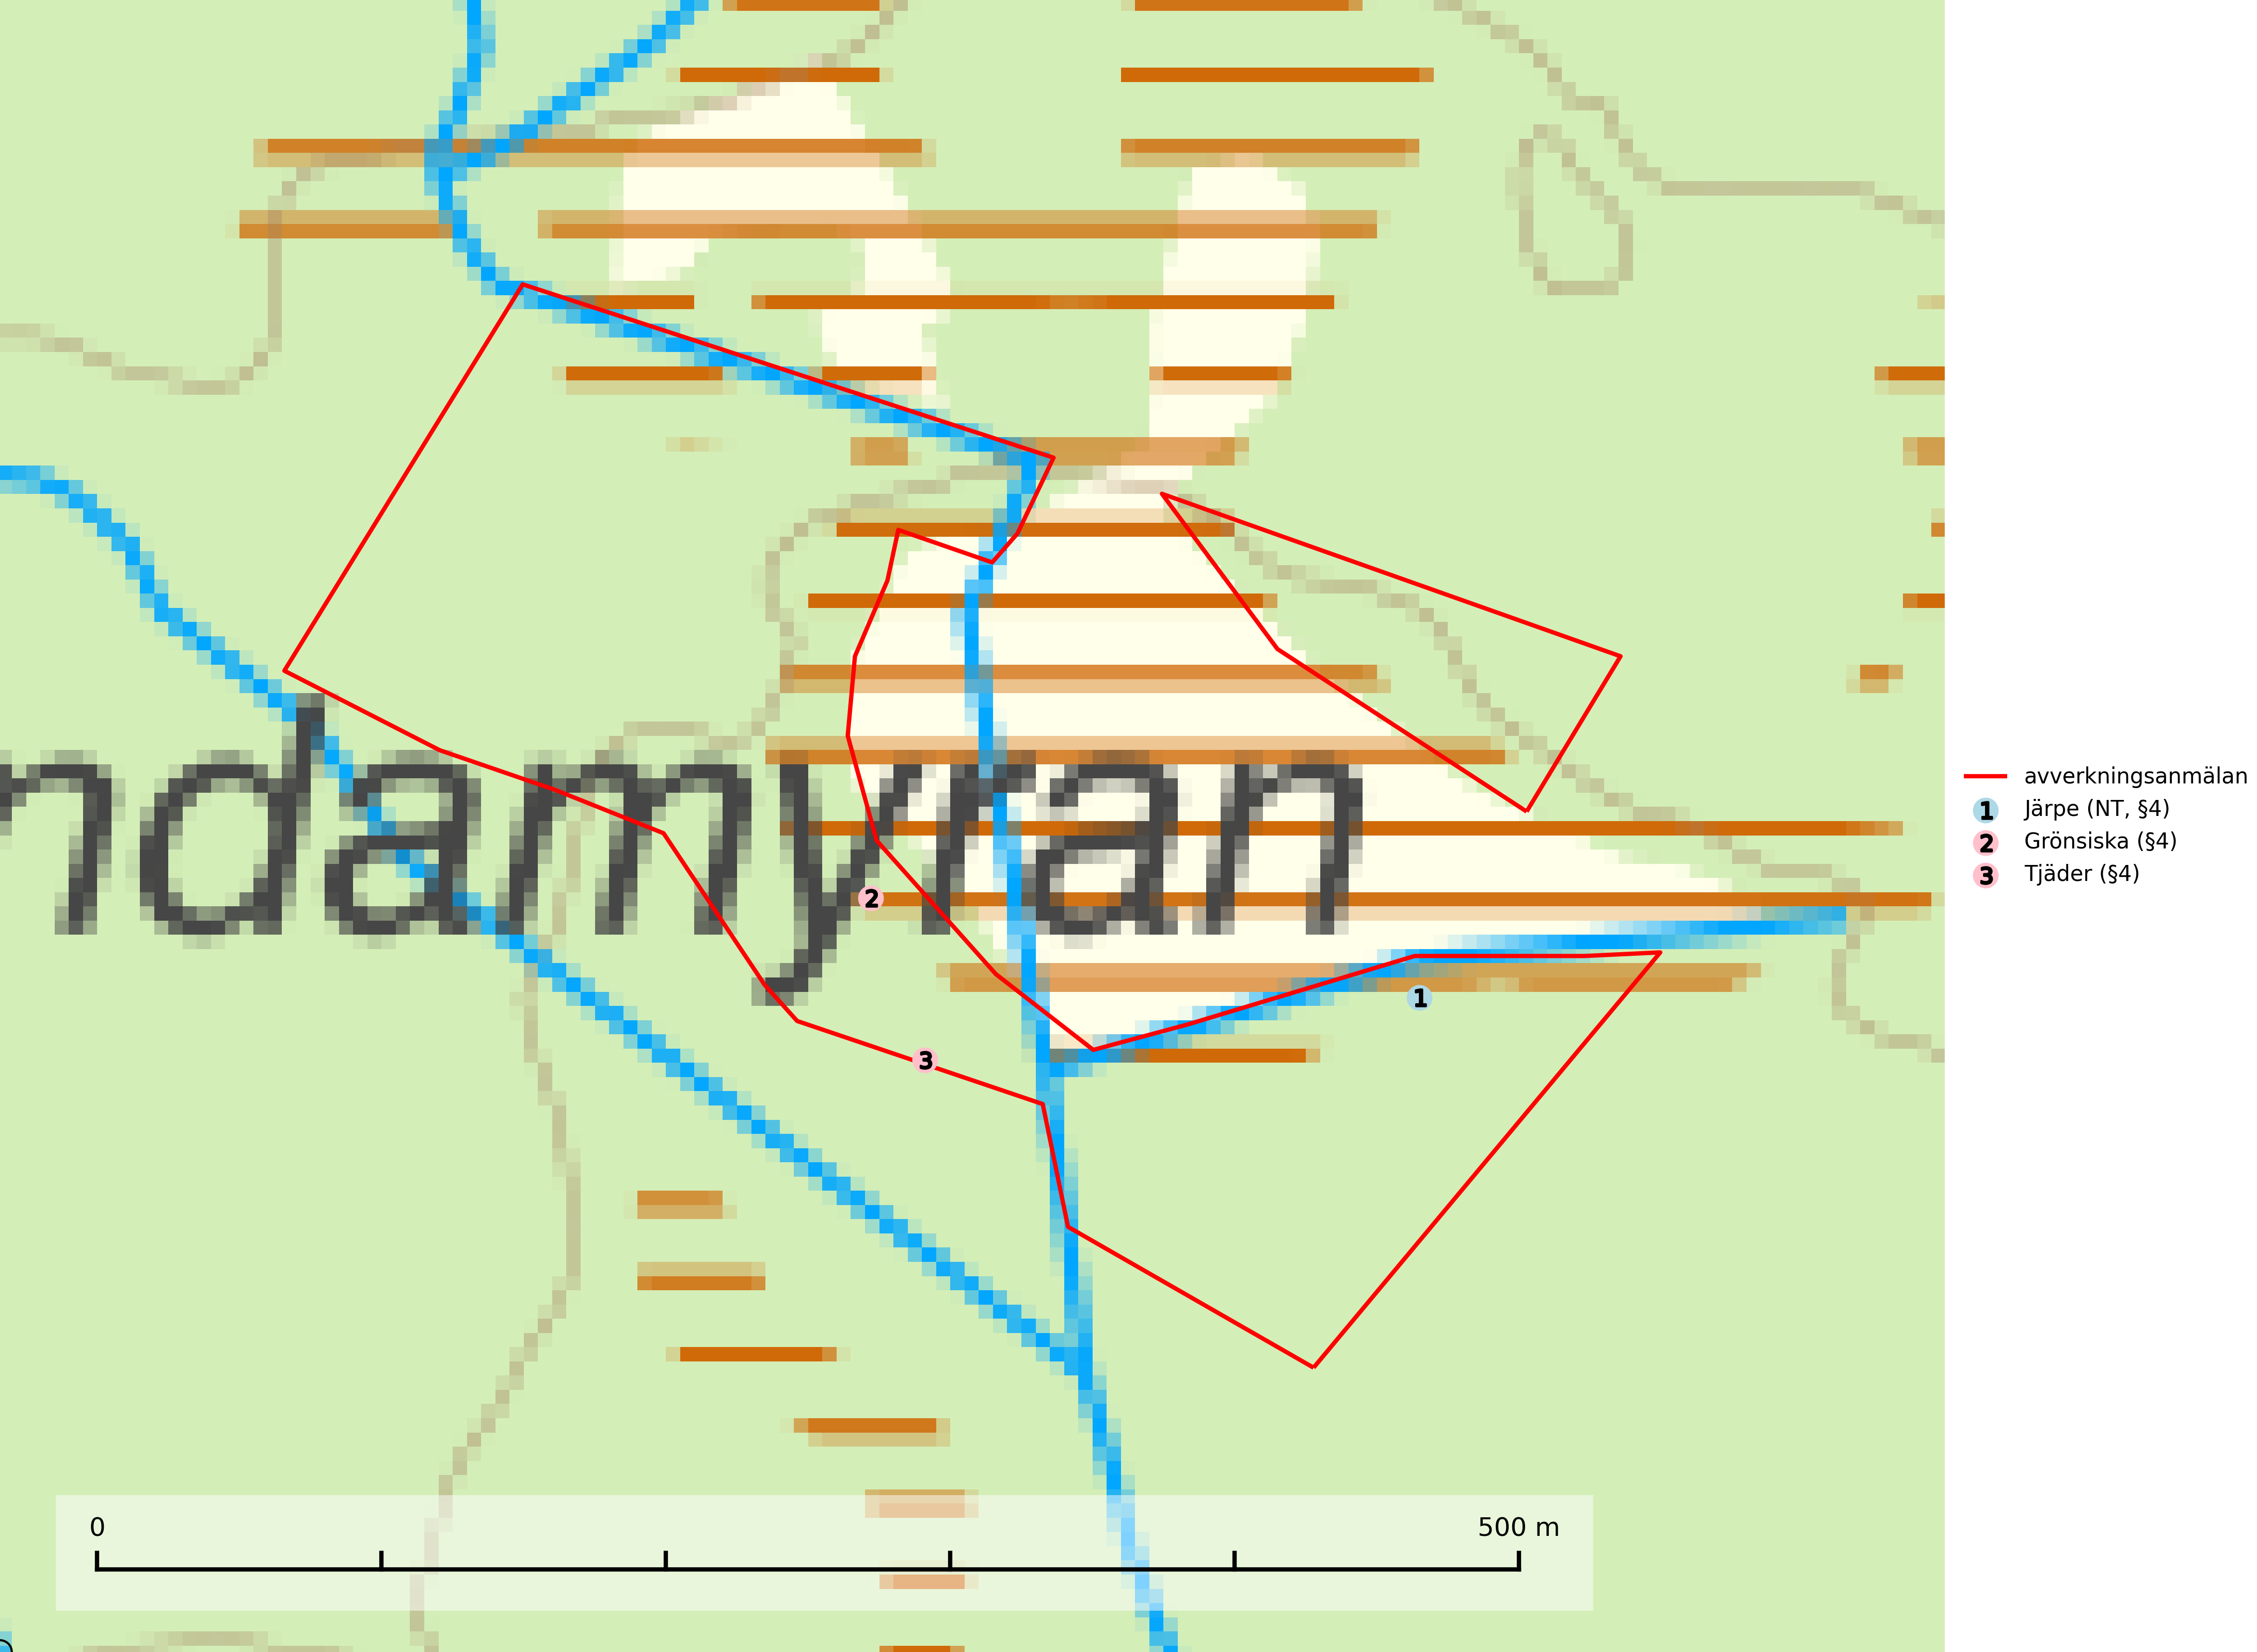 ndamyran
2
1
3
0
500 m
avverkningsanmälan
1 Järpe (NT, §4)
2 Grönsiska (§4)
3 Tjäder (§4)